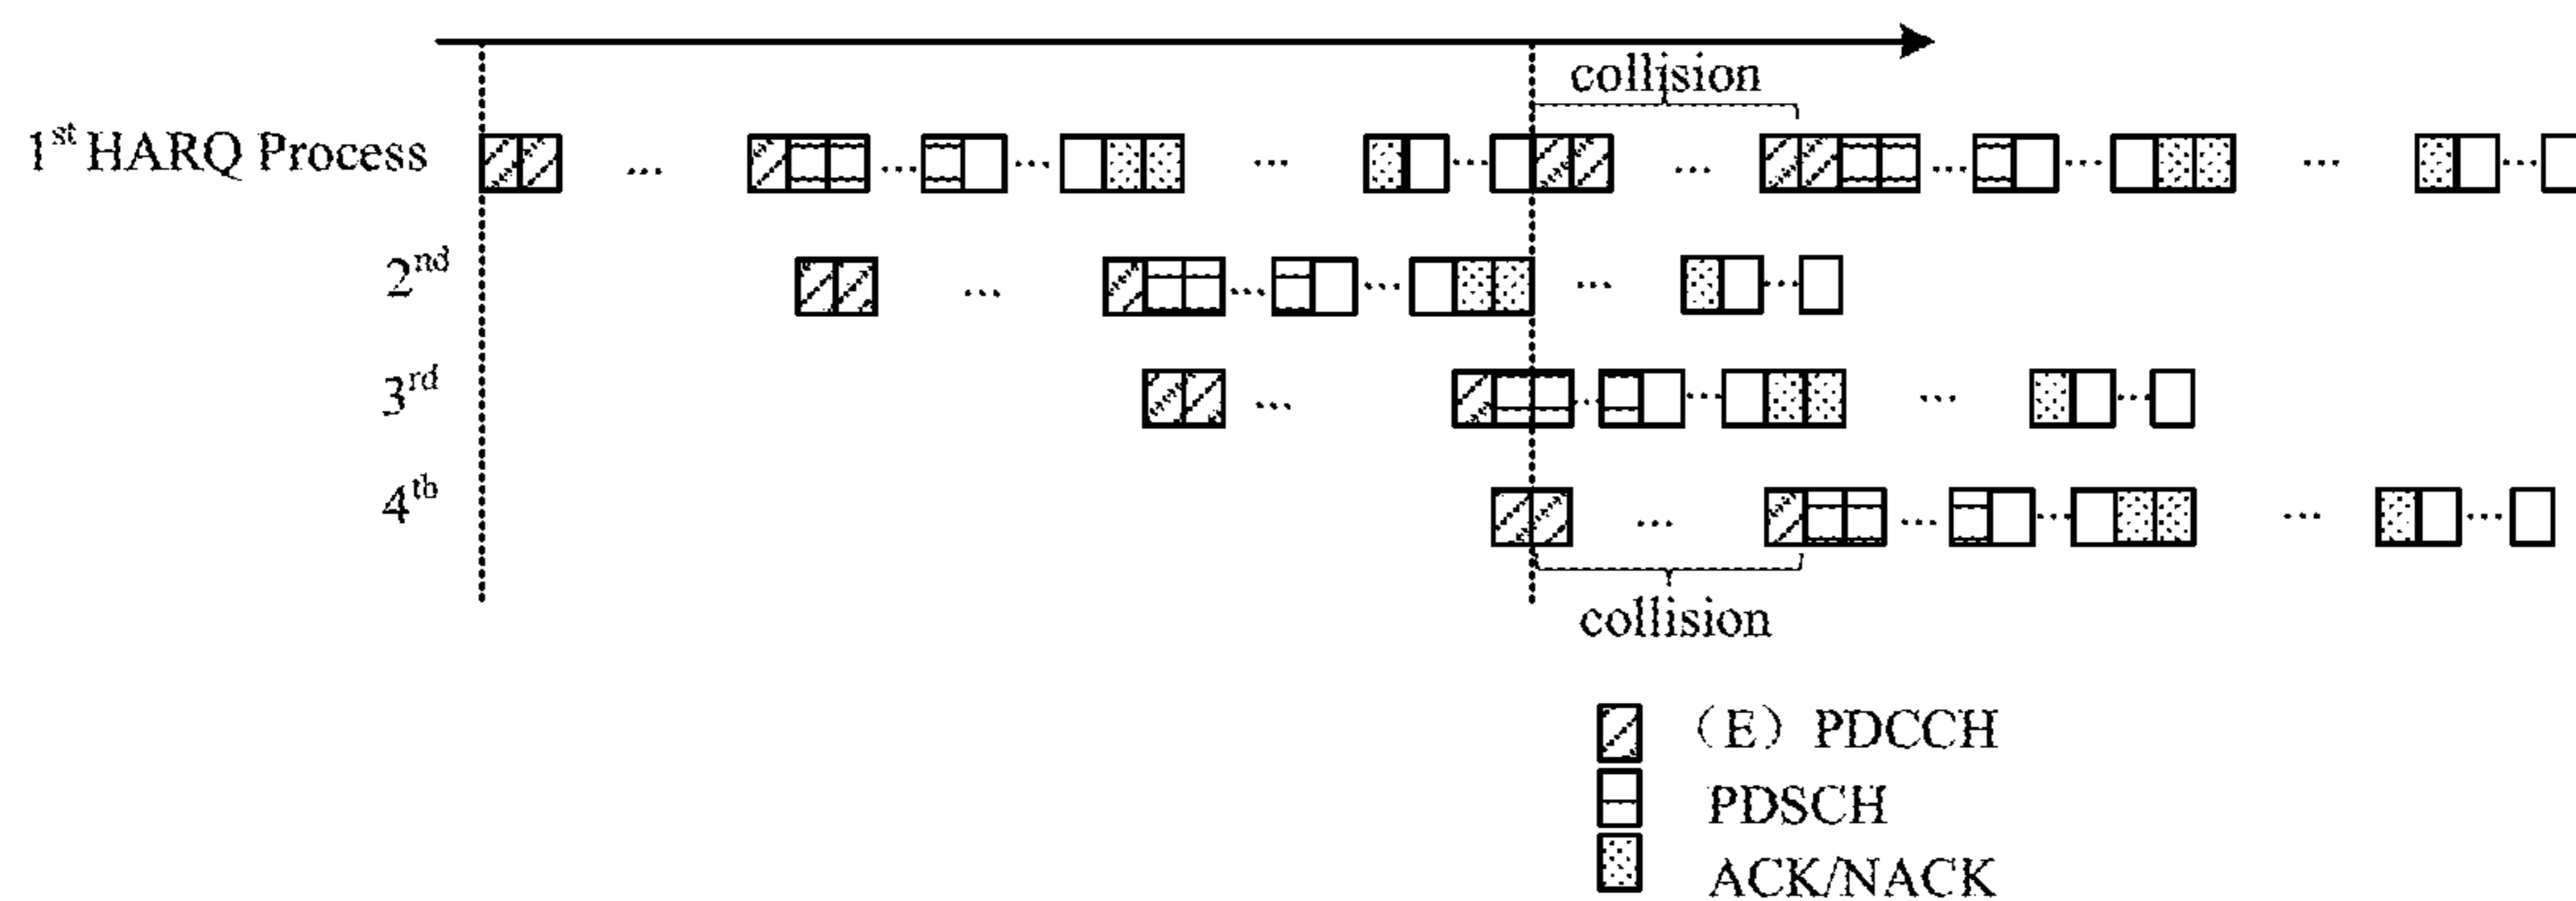 collision
1st HARQ Process
2nd
3rd
4th
collision
(E) PDCCH
PDSCH
ACK/NACK